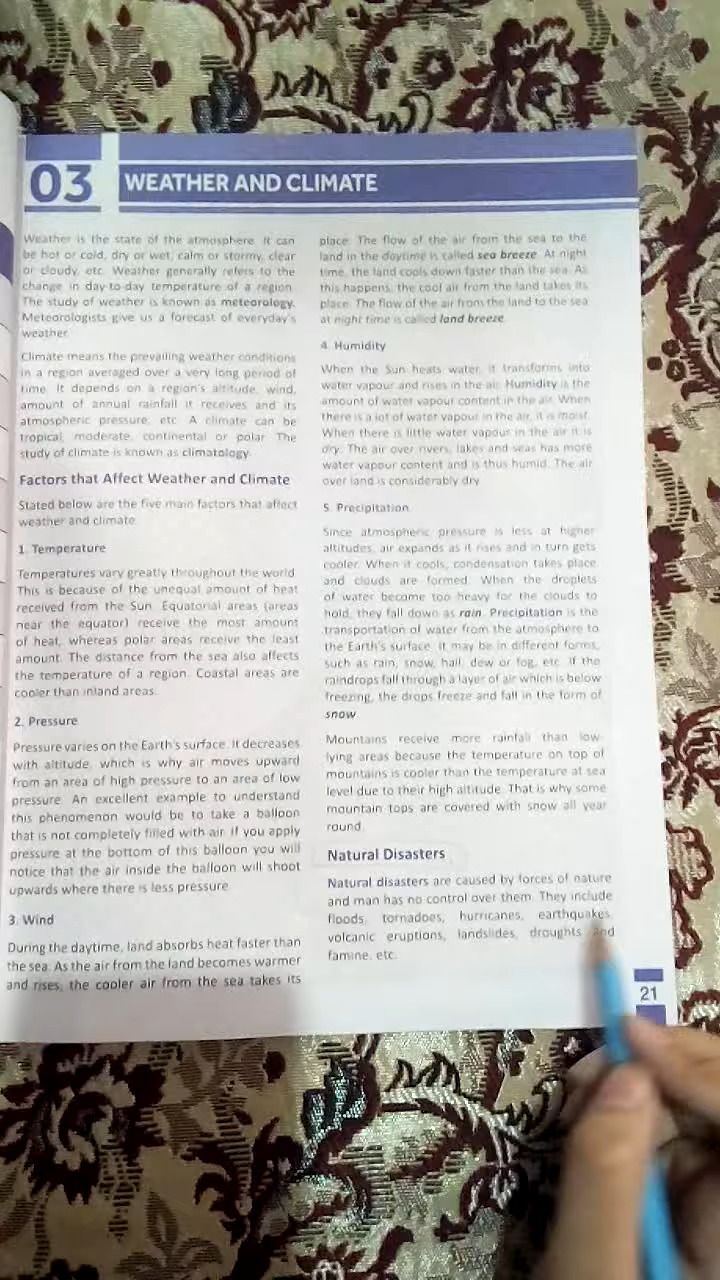 03
WEATHER AND CLIMATE
Weather is the state of the atmosphere. It can
be hot or cold, dry or wet, calm or stormy, clear
or cloudy, etc. Weather generally refers to the
change in day-to-day temperature of a region.
The study of weather is known as meteorology.
Meteorologists give us a forecast of everyday's
weather.
Climate means the prevailing weather conditions
in a region averaged over a very long period of
time. It depends on a region's altitude, wind,
amount of annual rainfall it receives and its
atmospheric pressure, etc. A climate can be
tropical, moderate, continental or polar. The
study of climate is known as climatology.
Factors that Affect Weather and Climate
Stated below are the five main factors that affect
weather and climate.
1. Temperature
Temperatures vary greatly throughout the world.
This is because of the unequal amount of heat
received from the Sun. Equatorial areas (areas
near the equator) receive the most amount
of heat, whereas polar areas receive the least
amount. The distance from the sea also affects
the temperature of a region. Coastal areas are
cooler than inland areas.
2. Pressure
Pressure varies on the Earth's surface. It decreases
with altitude, which is why air moves upward
from an area of high pressure to an area of low
pressure. An excellent example to understand
this phenomenon would be to take a balloon
that is not completely filled with air. If you apply
pressure at the bottom of this balloon you will
notice that the air inside the balloon will shoot
upwards where there is less pressure.
3. Wind
During the daytime, land absorbs heat faster than
the sea. As the air from the land becomes warmer
and rises, the cooler air from the sea takes its
place. The flow of the air from the sea to the
land in the daytime is called sea breeze. At night
time, the land cools down faster than the sea. As
this happens, the cool air from the land takes its
place. The flow of the air from the land to the sea
at night time is called land breeze.
4. Humidity
When the Sun heats water, it transforms into
water vapour and rises in the air. Humidity is the
amount of water vapour content in the air. When
there is a lot of water vapour in the air, it is moist.
When there is little water vapour in the air it is
dry. The air over rivers, lakes and seas has more
water vapour content and is thus humid. The air
over land is considerably dry.
5. Precipitation
Since atmospheric pressure is less at higher
altitudes, air expands as it rises and in turn gets
cooler. When it cools, condensation takes place
and clouds are formed. When the droplets
of water become too heavy for the clouds to
hold, they fall down as rain. Precipitation is the
transportation of water from the atmosphere to
the Earth's surface. It may be in different forms,
such as rain, snow, hail, dew or fog, etc. If the
raindrops fall through a layer of air which is below
freezing, the drops freeze and fall in the form of
snow.
Mountains receive more rainfall than low-
lying areas because the temperature on top of
mountains is cooler than the temperature at sea
level due to their high altitude. That is why some
mountain tops are covered with snow all year
round.
Natural Disasters
Natural disasters are caused by forces of nature
and man has no control over them. They include
floods, tornadoes, hurricanes, earthquakes,
volcanic eruptions, landslides, droughts and
famine, etc.
21